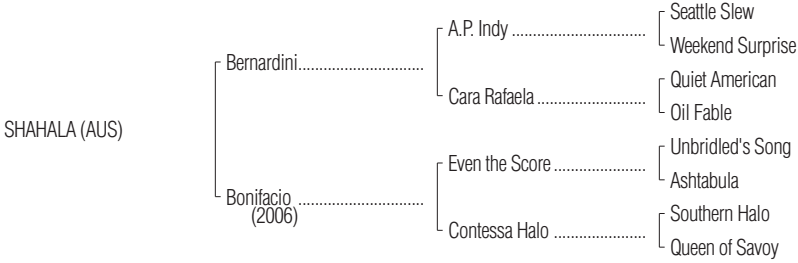 Seattle Slew
A.P. Indy ..............................
Weekend Surprise
Bernardini............................
Quiet American
Cara Rafaela ........................
Oil Fable
SHAHALA (AUS)
Unbridled's Song
Even the Score .....................
Ashtabula
Bonifacio ............................
(2006)
Southern Halo
Contessa Halo .....................
Queen of Savoy